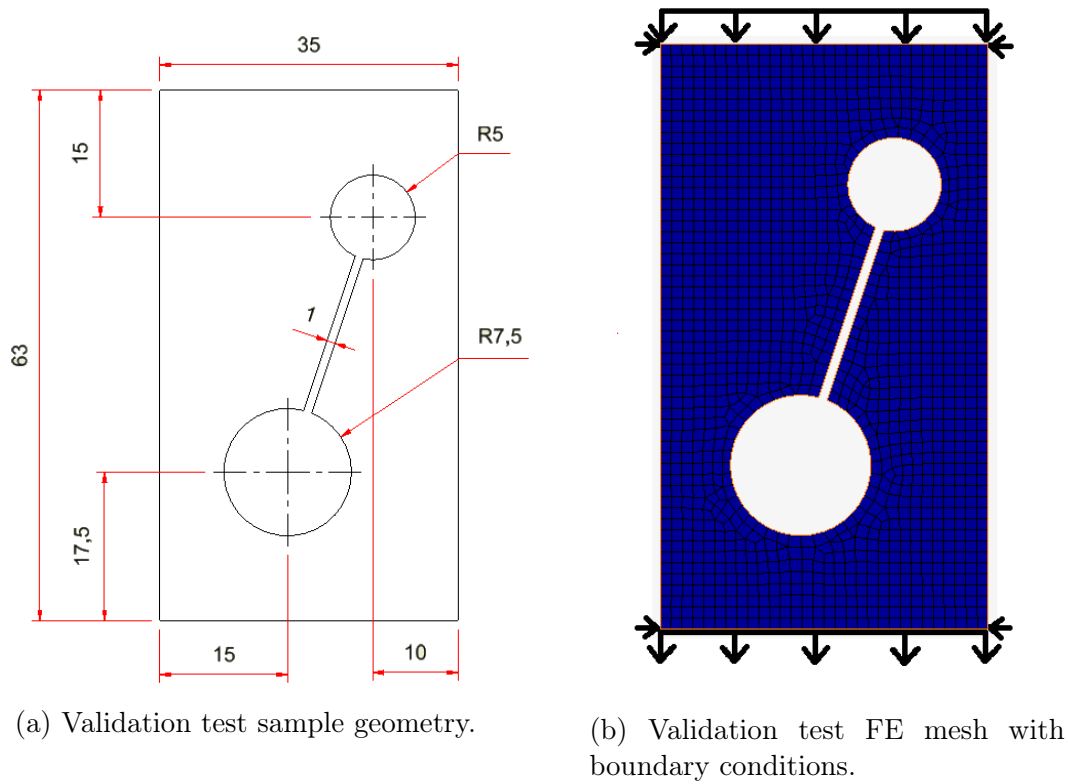 35
15
R5
1
63
R7,5
17,5
15
10
(a) Validation test sample geometry.
(b) Validation test FE mesh with
boundary conditions.